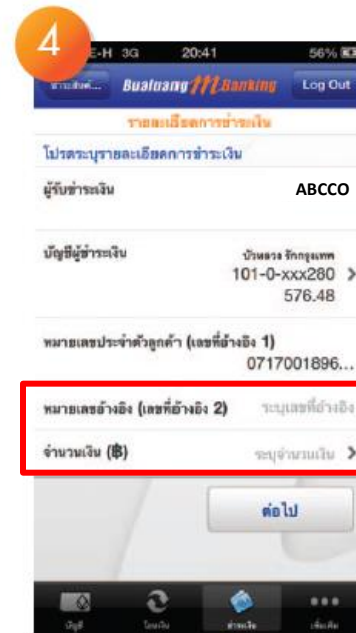 4
E-H 3G 20:41 56%
ชำระสินค้... Bualuang mBanking Log Out
รายละเอียดการชำระเงิน
โปรดระบุรายละเอียดการชำระเงิน
ผู้รับชำระเงิน ABCCO
บัญชีผู้ชำระเงิน บัวหลวง รักกรุงเทพ
101-0-xxx280
576.48
หมายเลขประจำตัวลูกค้า (เลขที่อ้างอิง 1)
0717001896...
หมายเลขอ้างอิง (เลขที่อ้างอิง 2) ระบุเลขที่อ้างอิง
จำนวนเงิน (฿) ระบุจำนวนเงิน
ต่อไป
บัญชี โอนเงิน ชำระเงิน เพิ่มเติม